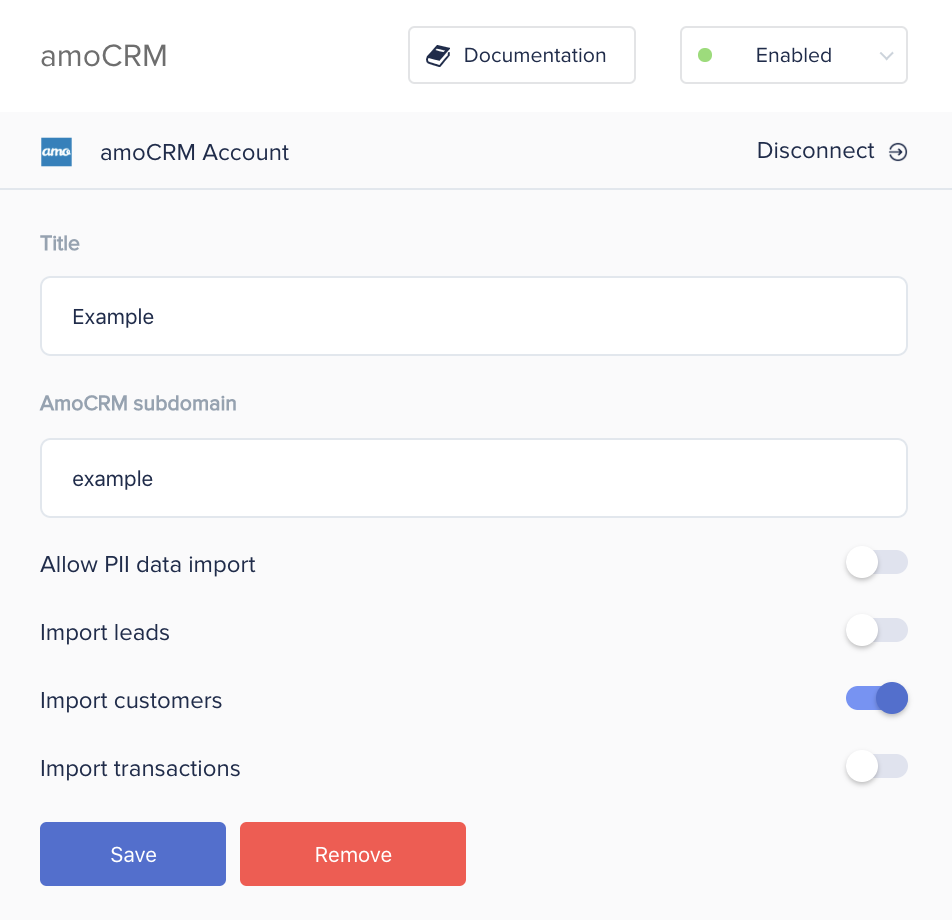 amoCRM
Documentation
Enabled
amo
amoCRM Account
Disconnect
Title
Example
AmoCRM subdomain
example
Allow PII data import
Import leads
Import customers
Import transactions
Save
Remove